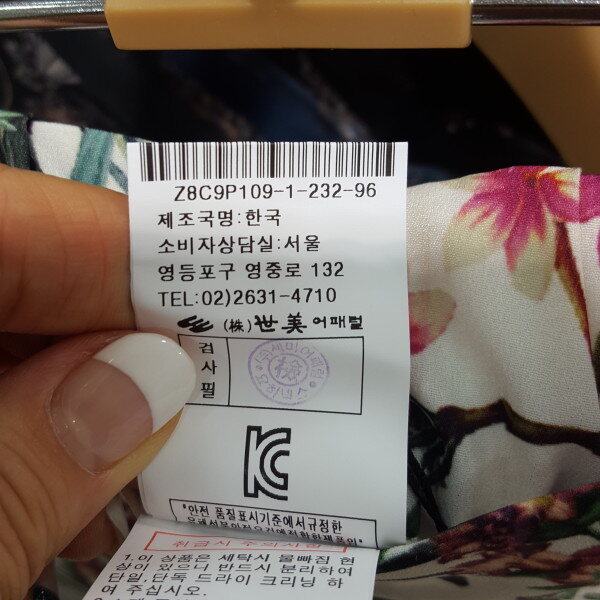 Z8C9P109-1-232-96
제조국명:한국
소비자상담실:서울
영등포구 영중로 132
TEL:02)2631-4710
(株)世美어패럴
검사필
檢
KC
"안전 품질표시기준에서규정한
취급시 주의사항
1.이 상품은 세탁시 물빠짐 현
상이 있으니 반드시 분리하여
단일,단독 드라이 크리닝 하
여 주십시오.